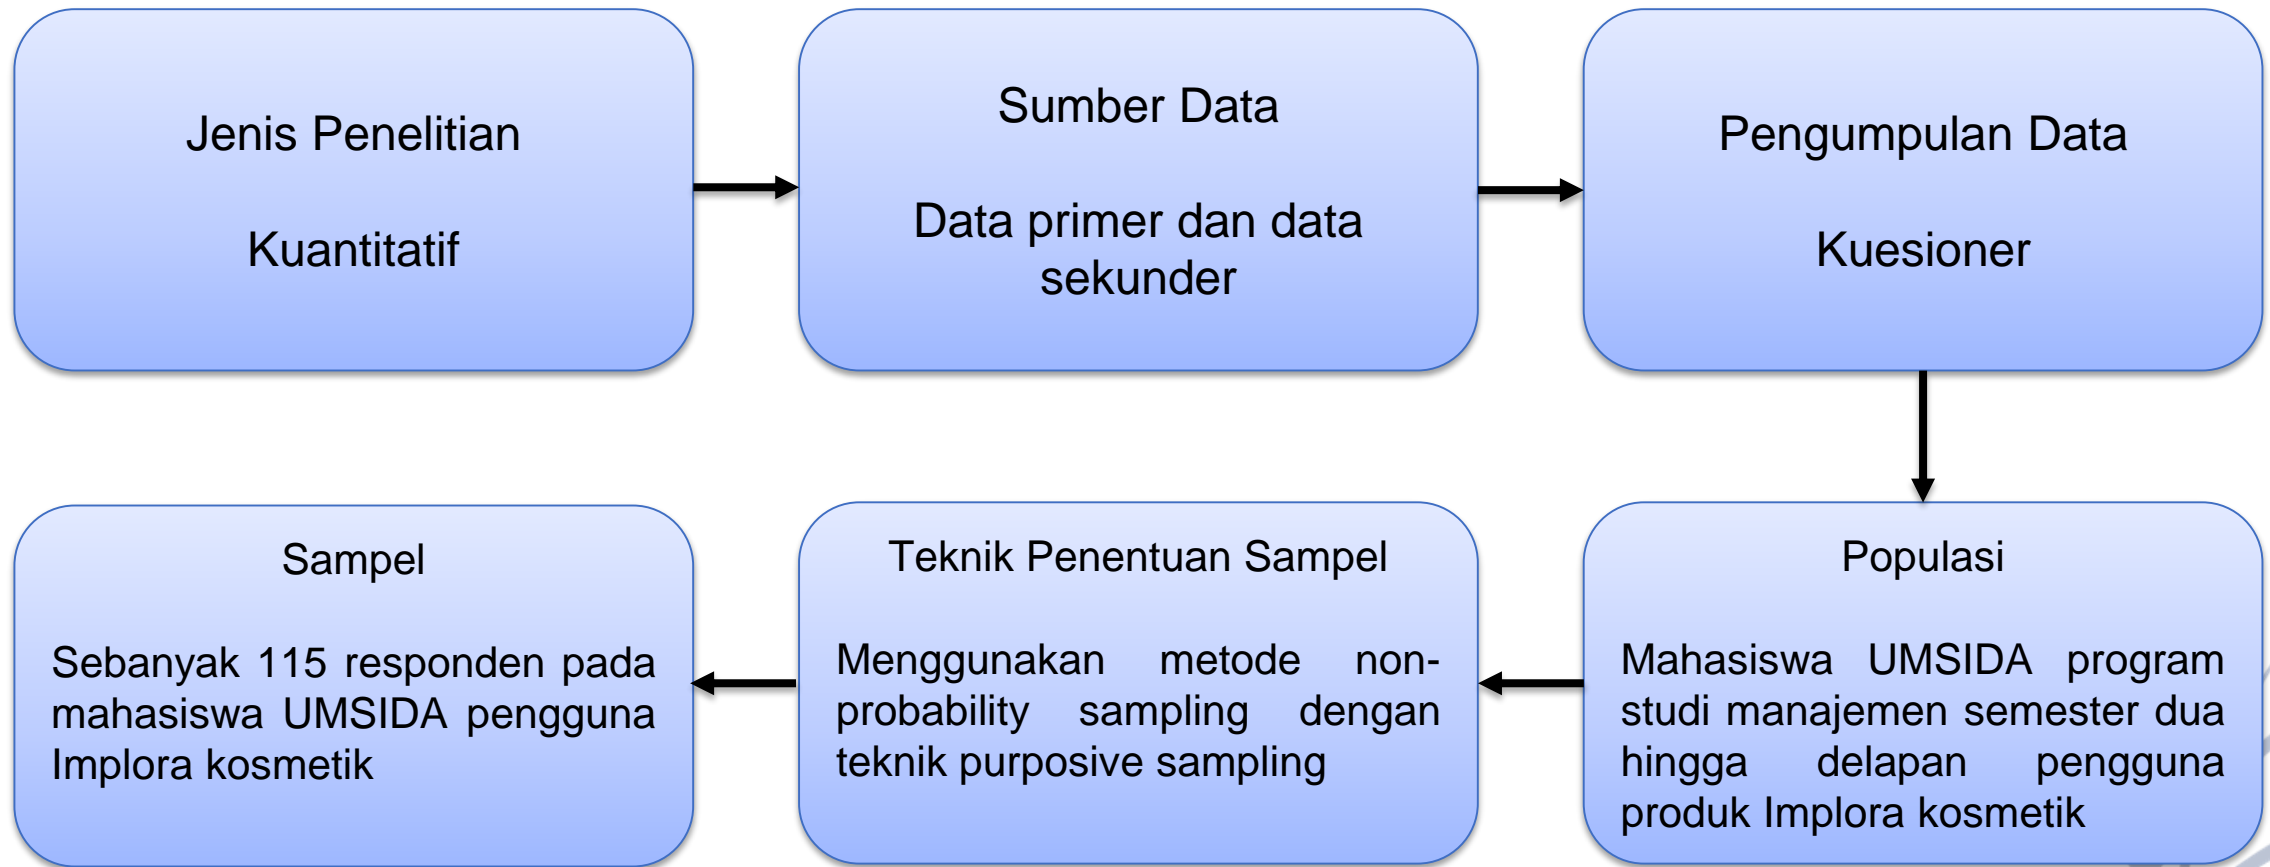 Jenis Penelitian
Kuantitatif
Sumber Data
Data primer dan data
sekunder
Pengumpulan Data
Kuesioner
Populasi
Mahasiswa UMSIDA program
studi manajemen semester dua
hingga delapan pengguna
produk Implora kosmetik
Teknik Penentuan Sampel
Menggunakan metode non-
probability sampling dengan
teknik purposive sampling
Sampel
Sebanyak 115 responden pada
mahasiswa UMSIDA pengguna
Implora kosmetik